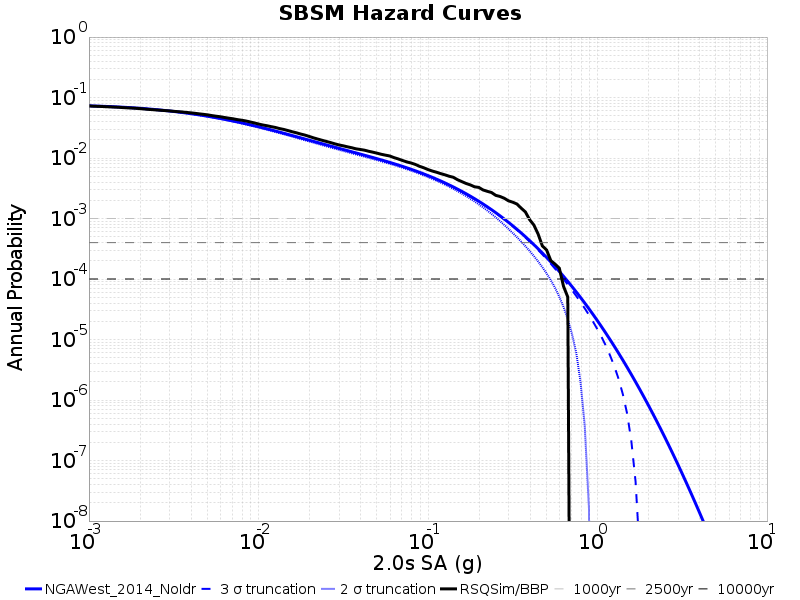 SBSM Hazard Curves
10^0
10^-1
10^-2
10^-3
10^-4
10^-5
10^-6
10^-7
10^-8
Annual Probability
10^-3 10^-2 10^-1 10^0 10^1
2.0s SA (g)
NGAWest_2014_NoIdr 3 σ truncation 2 σ truncation RSQSim/BBP 1000yr 2500yr 10000yr